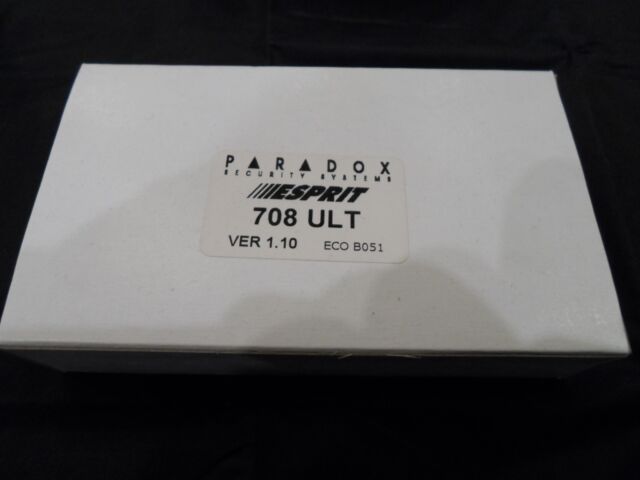 PARADOX
SECURITY SYSTEMS
ESPRIT
708 ULT
VER 1.10 ECO B051